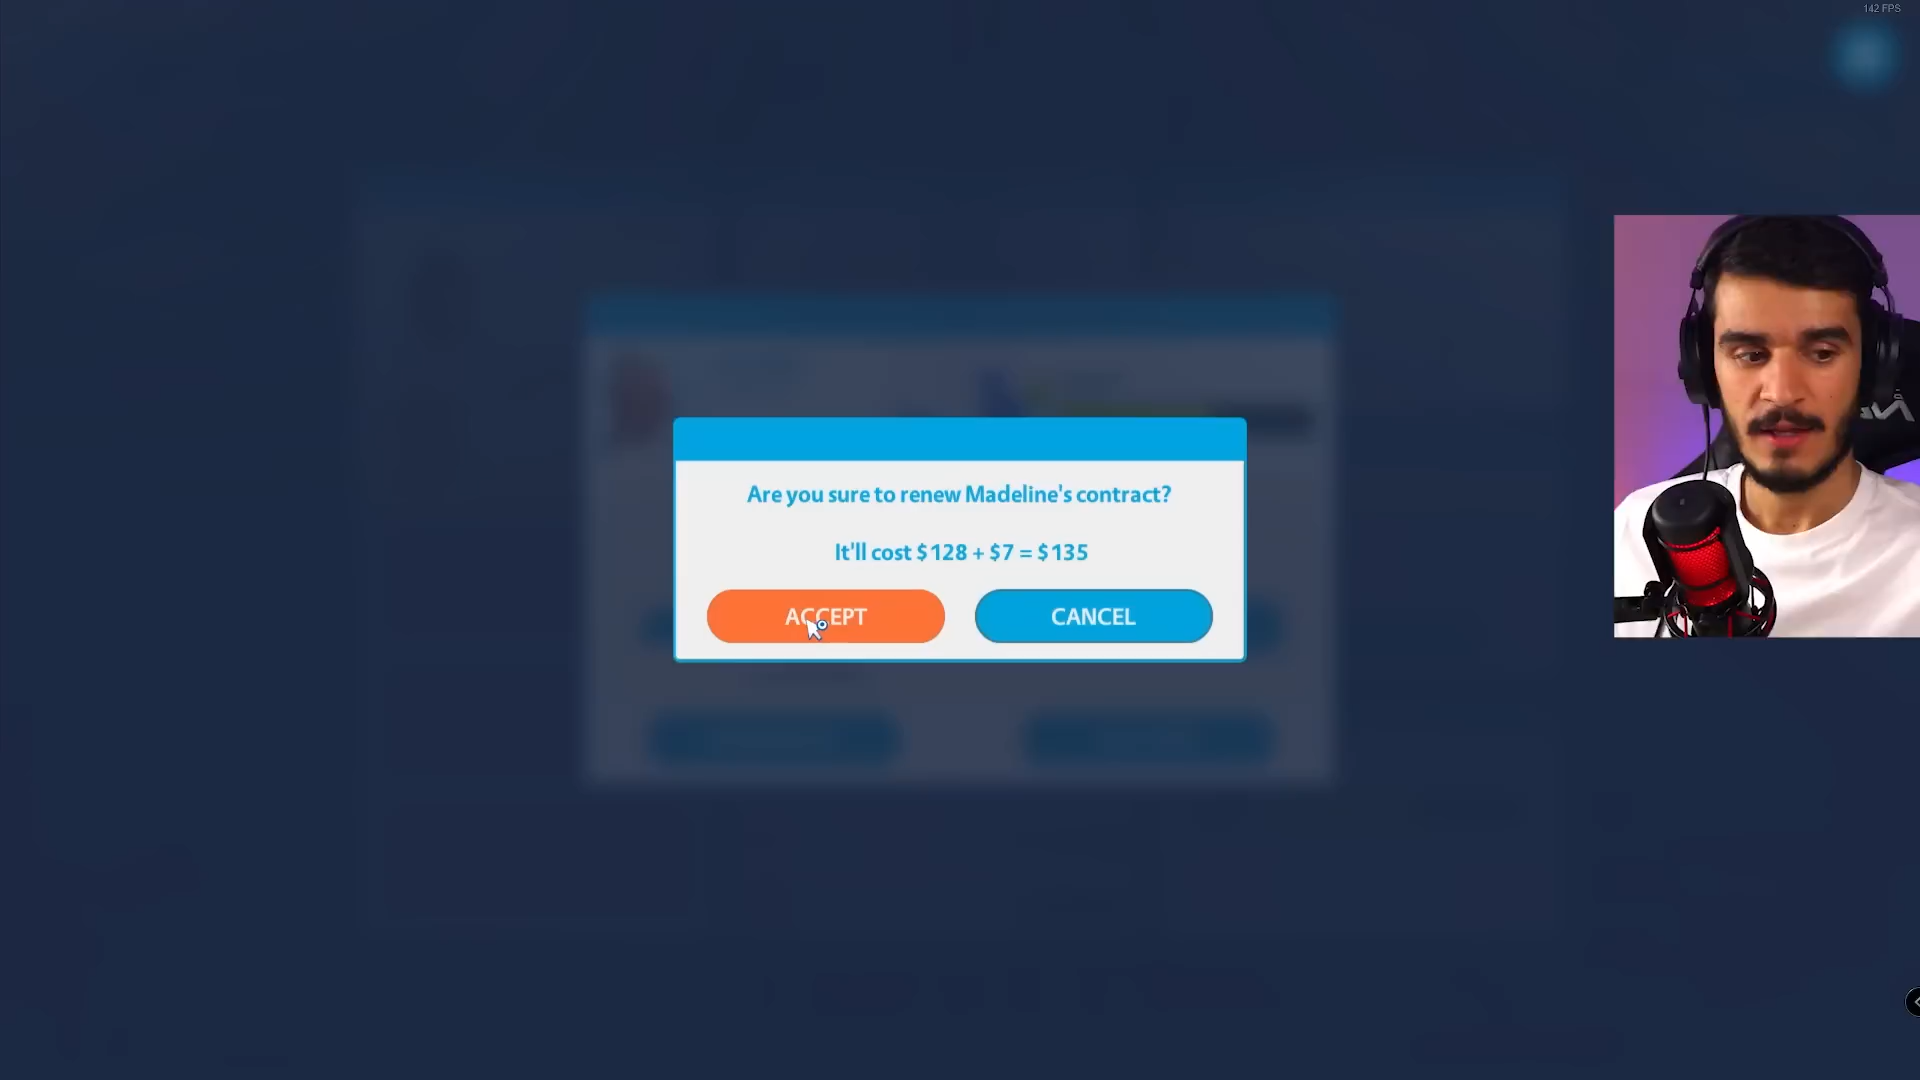 142 FPS
Are you sure to renew Madeline's contract?
It'll cost $128 + $7 = $135
ACCEPT
CANCEL